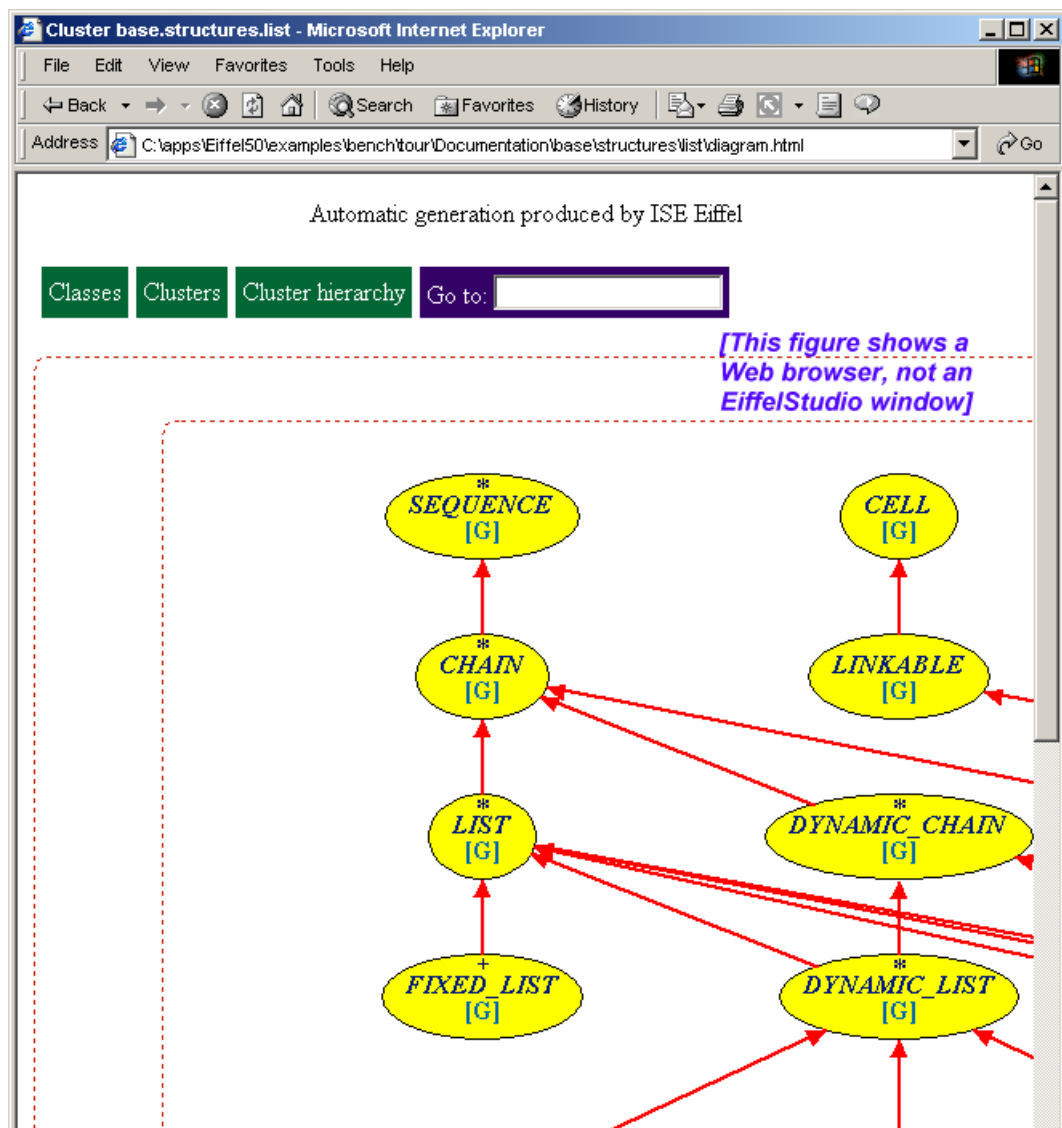 Cluster base.structures.list - Microsoft Internet Explorer
File Edit View Favorites Tools Help
Back Search Favorites History
Address C:\apps\Eiffel50\examples\bench\tour\Documentation\base\structures\list\diagram.html Go
Automatic generation produced by ISE Eiffel
Classes Clusters Cluster hierarchy Go to:
[This figure shows a
Web browser, not an
EiffelStudio window]
*
SEQUENCE CELL
[G] [G]
*
CHAIN LINKABLE
[G] [G]
* *
LIST DYNAMIC_CHAIN
[G] [G]
+ *
FIXED_LIST DYNAMIC_LIST
[G] [G]